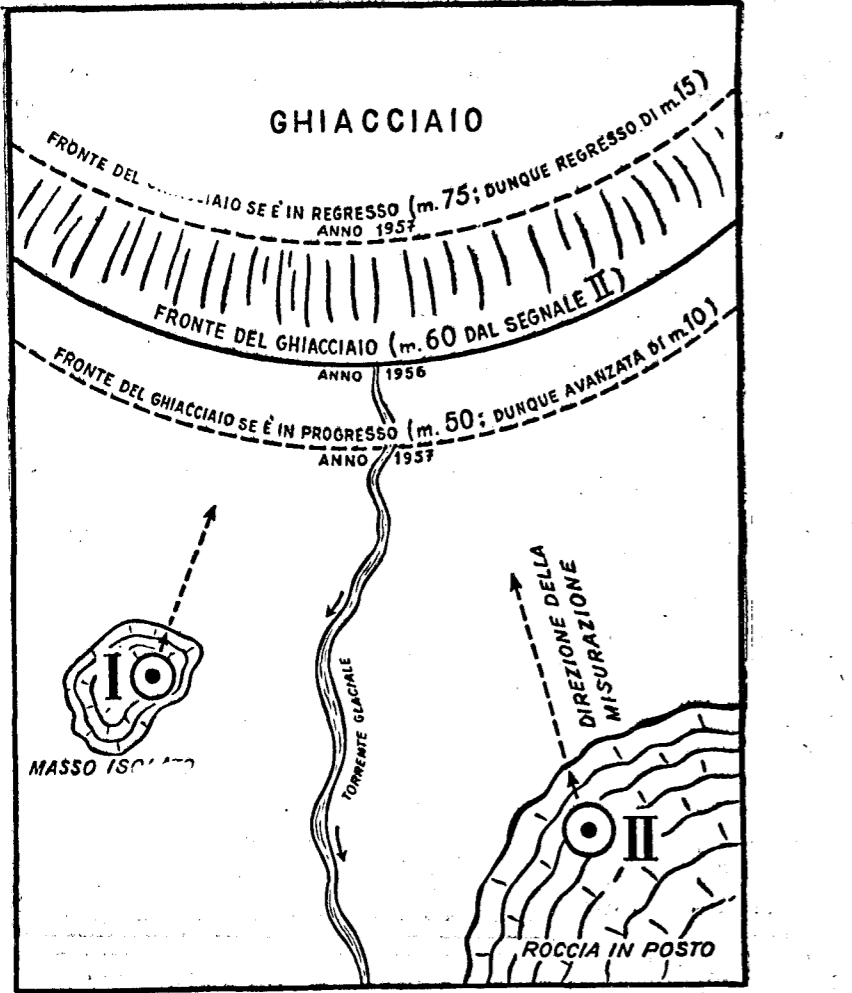 GHIACCIAIO
FRONTE DEL SE È IN REGRESSO (m. 75; DUNQUE REGRESSO DI m. 15)
ANNO 1957
FRONTE DEL GHIACCIAIO (m. 60 DAL SEGNALE II)
ANNO 1956
FRONTE DEL GHIACCIAIO SE È IN PROGRESSO (m. 50; DUNQUE AVANZATA DI m. 10)
ANNO 1957
DIREZIONE DELLA
MISURAZIONE
I
MASSO
TORRENTE GLACIALE
II
ROCCIA IN POSTO